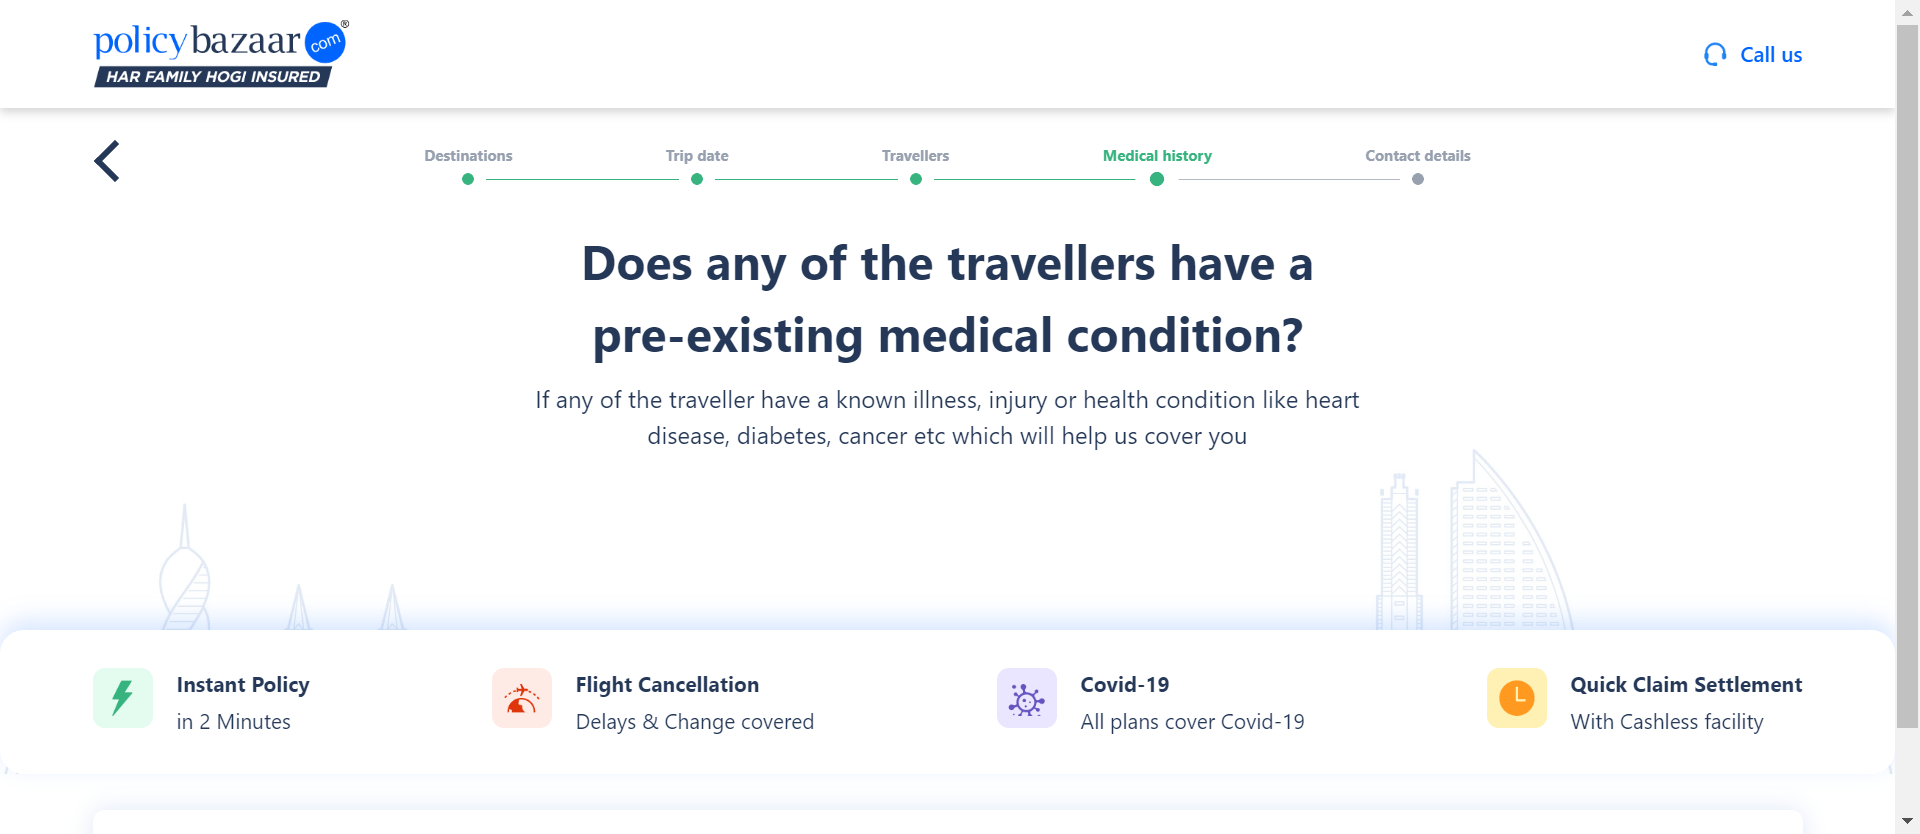 policybazaar com ®
HAR FAMILY HOGI INSURED
Call us
Destinations
Trip date
Travellers
Medical history
Contact details
Does any of the travellers have a
pre-existing medical condition?
If any of the traveller have a known illness, injury or health condition like heart
disease, diabetes, cancer etc which will help us cover you
Instant Policy
in 2 Minutes
Flight Cancellation
Delays & Change covered
Covid-19
All plans cover Covid-19
Quick Claim Settlement
With Cashless facility